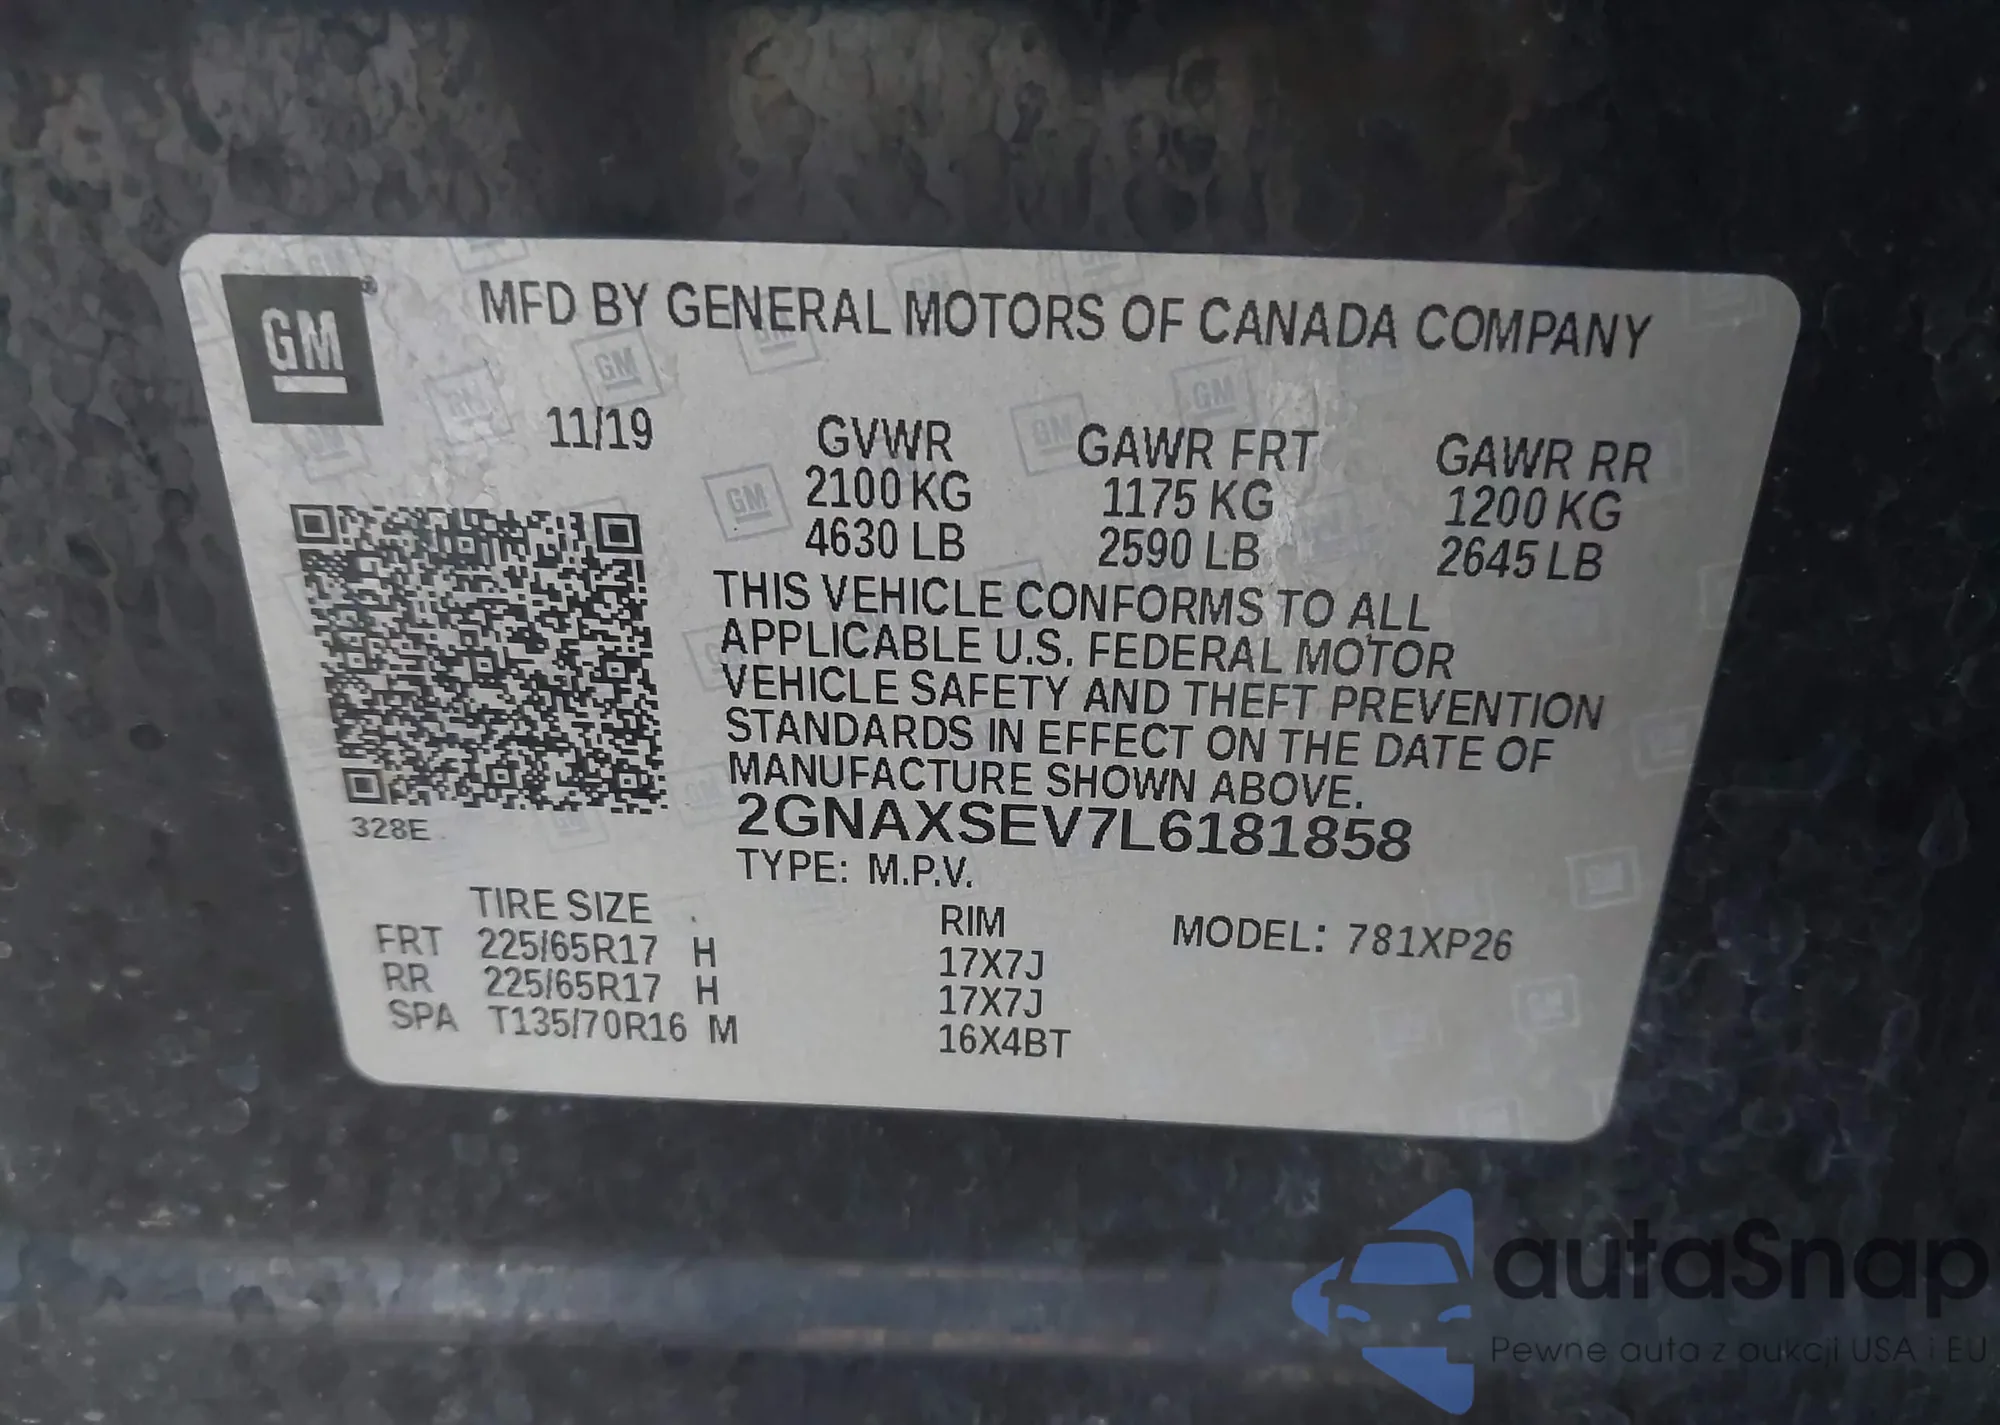 GM
MFD BY GENERAL MOTORS OF CANADA COMPANY
11/19 GVWR GAWR FRT GAWR RR
2100 KG 1175 KG 1200 KG
4630 LB 2590 LB 2645 LB
THIS VEHICLE CONFORMS TO ALL
APPLICABLE U.S. FEDERAL MOTOR
VEHICLE SAFETY AND THEFT PREVENTION
STANDARDS IN EFFECT ON THE DATE OF
MANUFACTURE SHOWN ABOVE.
2GNAXSEV7L6181858
328E
TYPE: M.P.V.
TIRE SIZE RIM MODEL: 781XP26
FRT 225/65R17 H 17X7J
RR 225/65R17 H 17X7J
SPA T135/70R16 M 16X4BT
autaSnap
Pewne auta z aukcji USA i EU